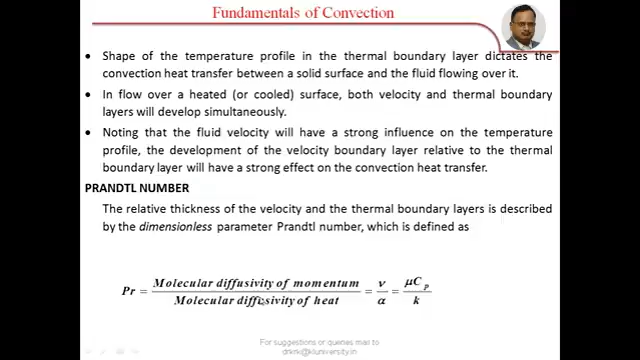 Fundamentals of Convection
• Shape of the temperature profile in the thermal boundary layer dictates the
convection heat transfer between a solid surface and the fluid flowing over it.
• In flow over a heated (or cooled) surface, both velocity and thermal boundary
layers will develop simultaneously.
• Noting that the fluid velocity will have a strong influence on the temperature
profile, the development of the velocity boundary layer relative to the thermal
boundary layer will have a strong effect on the convection heat transfer.
PRANDTL NUMBER
The relative thickness of the velocity and the thermal boundary layers is described
by the dimensionless parameter Prandtl number, which is defined as
Pr = Molecular diffusivity of momentum / Molecular diffusivity of heat = ν / α = μCp / k
For suggestions or queries mail to
drkrk@kluniversity.in